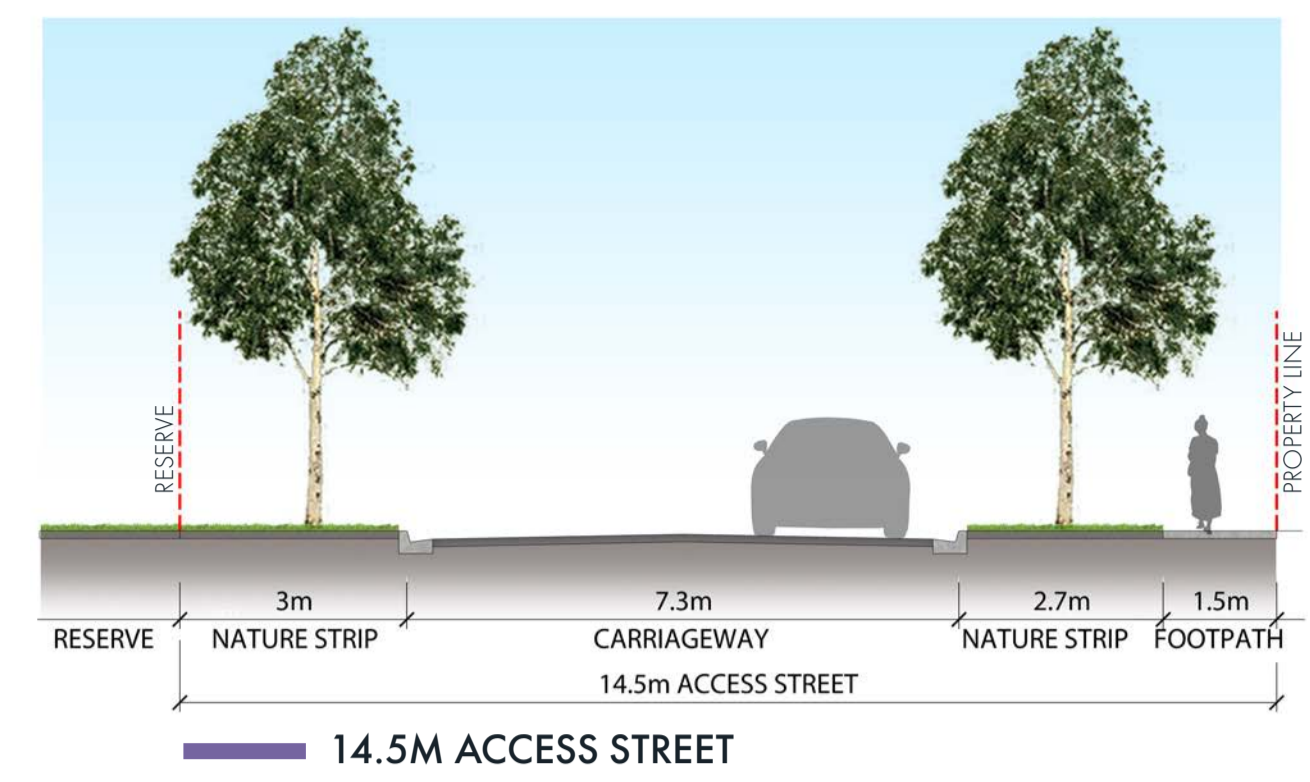 RESERVE
PROPERTY LINE
3m 7.3m 2.7m 1.5m
RESERVE NATURE STRIP CARRIAGEWAY NATURE STRIP FOOTPATH
14.5m ACCESS STREET
14.5M ACCESS STREET